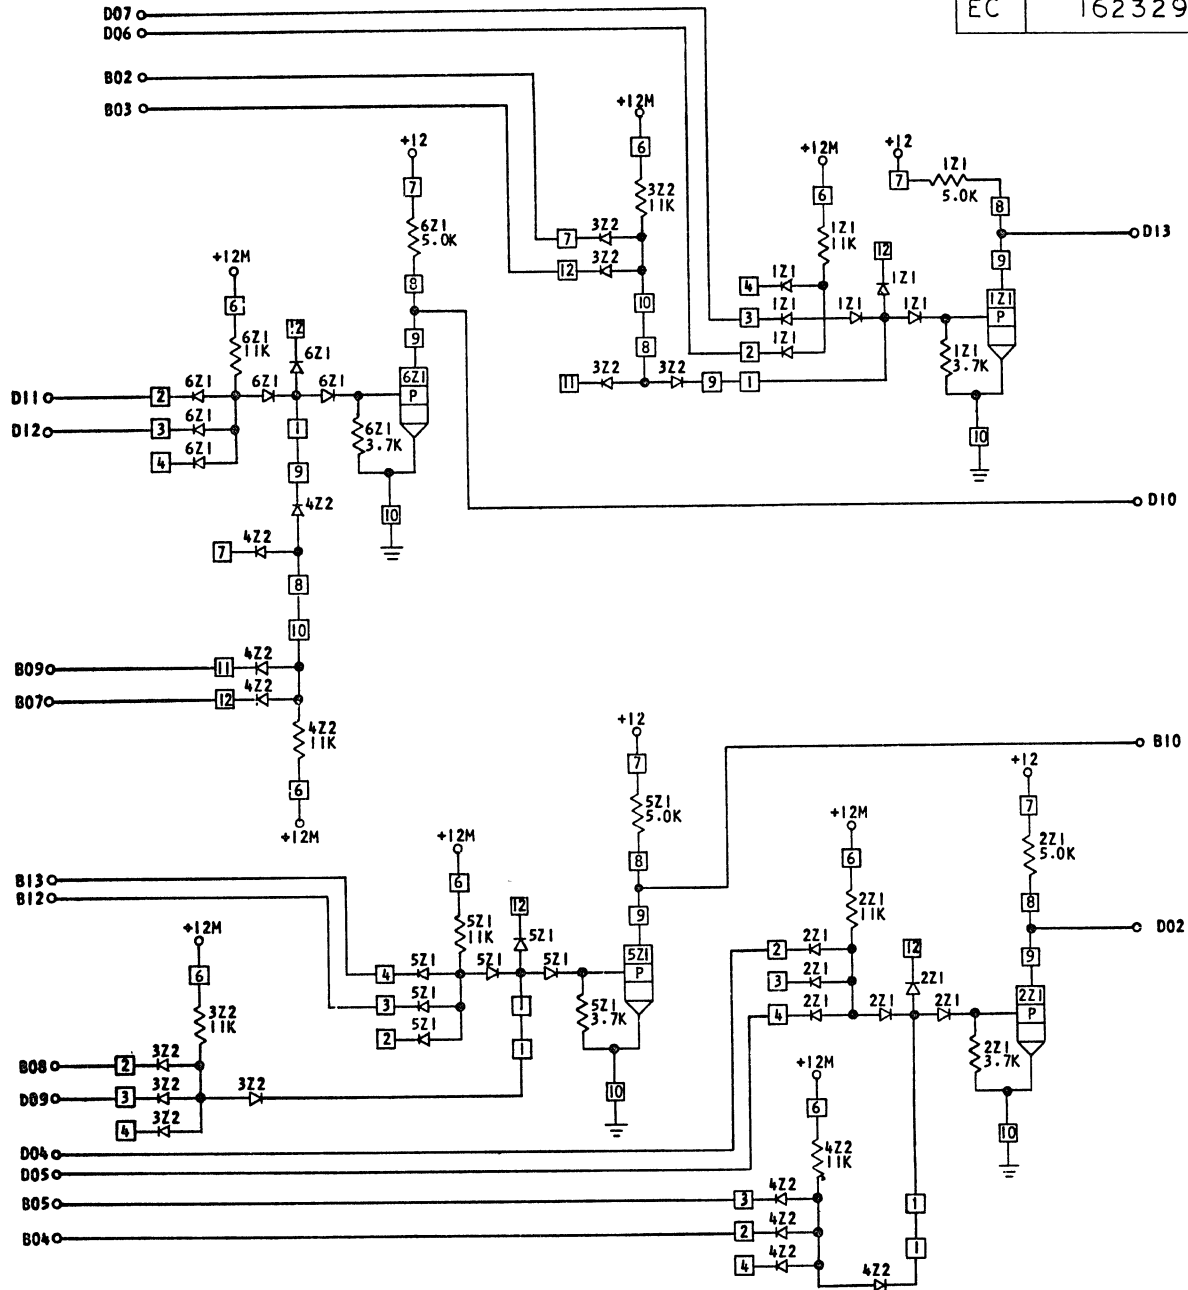 EC 162329
D07
D06
B02
B03
+12M
6
3Z2
11K
7
3Z2
12
3Z2
10
8
11
3Z2
3Z2
9
1
+12M
6
1Z1
11K
4
1Z1
3
1Z1
1Z1
2
1Z1
12
1Z1
1Z1
+12
7
1Z1
5.0K
8
9
1Z1
P
1Z1
3.7K
10
D13
+12
7
6Z1
5.0K
8
9
6Z1
P
6Z1
3.7K
10
D10
+12M
6
6Z1
11K
12
6Z1
D11
2
6Z1
6Z1
6Z1
D12
3
6Z1
4
6Z1
1
9
4Z2
7
4Z2
8
10
B09
11
4Z2
B07
12
4Z2
4Z2
11K
6
+12M
+12
7
5Z1
5.0K
8
9
5Z1
P
5Z1
3.7K
10
B10
B13
B12
+12M
6
5Z1
11K
12
5Z1
4
5Z1
5Z1
5Z1
3
5Z1
2
5Z1
1
1
+12M
6
3Z2
11K
B08
2
3Z2
D09
3
3Z2
3Z2
4
3Z2
+12
7
2Z1
5.0K
8
9
2Z1
P
2Z1
3.7K
10
D02
+12M
6
2Z1
11K
2
2Z1
3
2Z1
4
2Z1
2Z1
12
2Z1
2Z1
D04
D05
B05
B04
+12M
6
4Z2
11K
3
4Z2
2
4Z2
4
4Z2
4Z2
1
1